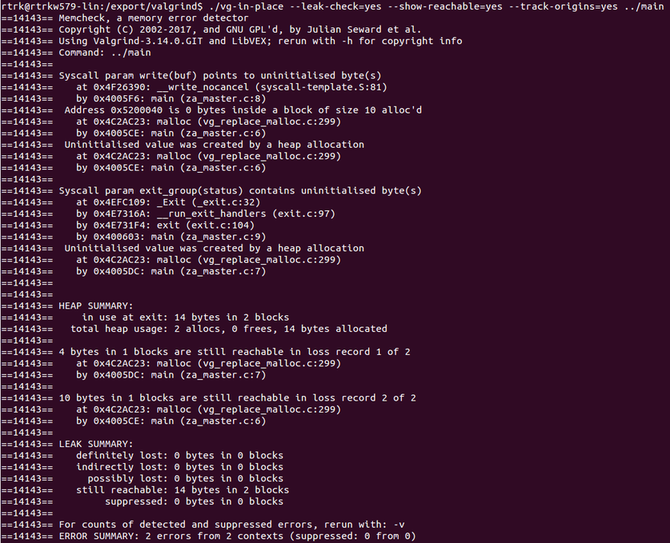 rtrk@rtrkw579-lin:/export/valgrind$ ./vg-in-place --leak-check=yes --show-reachable=yes --track-origins=yes ../main
==14143== Memcheck, a memory error detector
==14143== Copyright (C) 2002-2017, and GNU GPL'd, by Julian Seward et al.
==14143== Using Valgrind-3.14.0.GIT and LibVEX; rerun with -h for copyright info
==14143== Command: ../main
==14143==
==14143== Syscall param write(buf) points to uninitialised byte(s)
==14143==    at 0x4F26390: __write_nocancel (syscall-template.S:81)
==14143==    by 0x4005F6: main (za_master.c:8)
==14143==  Address 0x5200040 is 0 bytes inside a block of size 10 alloc'd
==14143==    at 0x4C2AC23: malloc (vg_replace_malloc.c:299)
==14143==    by 0x4005CE: main (za_master.c:6)
==14143==  Uninitialised value was created by a heap allocation
==14143==    at 0x4C2AC23: malloc (vg_replace_malloc.c:299)
==14143==    by 0x4005CE: main (za_master.c:6)
==14143==
==14143== Syscall param exit_group(status) contains uninitialised byte(s)
==14143==    at 0x4EFC109: _Exit (_exit.c:32)
==14143==    by 0x4E7316A: __run_exit_handlers (exit.c:97)
==14143==    by 0x4E731F4: exit (exit.c:104)
==14143==    by 0x400603: main (za_master.c:9)
==14143==  Uninitialised value was created by a heap allocation
==14143==    at 0x4C2AC23: malloc (vg_replace_malloc.c:299)
==14143==    by 0x4005DC: main (za_master.c:7)
==14143==
==14143==
==14143== HEAP SUMMARY:
==14143==     in use at exit: 14 bytes in 2 blocks
==14143==   total heap usage: 2 allocs, 0 frees, 14 bytes allocated
==14143==
==14143== 4 bytes in 1 blocks are still reachable in loss record 1 of 2
==14143==    at 0x4C2AC23: malloc (vg_replace_malloc.c:299)
==14143==    by 0x4005DC: main (za_master.c:7)
==14143==
==14143== 10 bytes in 1 blocks are still reachable in loss record 2 of 2
==14143==    at 0x4C2AC23: malloc (vg_replace_malloc.c:299)
==14143==    by 0x4005CE: main (za_master.c:6)
==14143==
==14143== LEAK SUMMARY:
==14143==    definitely lost: 0 bytes in 0 blocks
==14143==    indirectly lost: 0 bytes in 0 blocks
==14143==      possibly lost: 0 bytes in 0 blocks
==14143==    still reachable: 14 bytes in 2 blocks
==14143==         suppressed: 0 bytes in 0 blocks
==14143==
==14143== For counts of detected and suppressed errors, rerun with: -v
==14143== ERROR SUMMARY: 2 errors from 2 contexts (suppressed: 0 from 0)